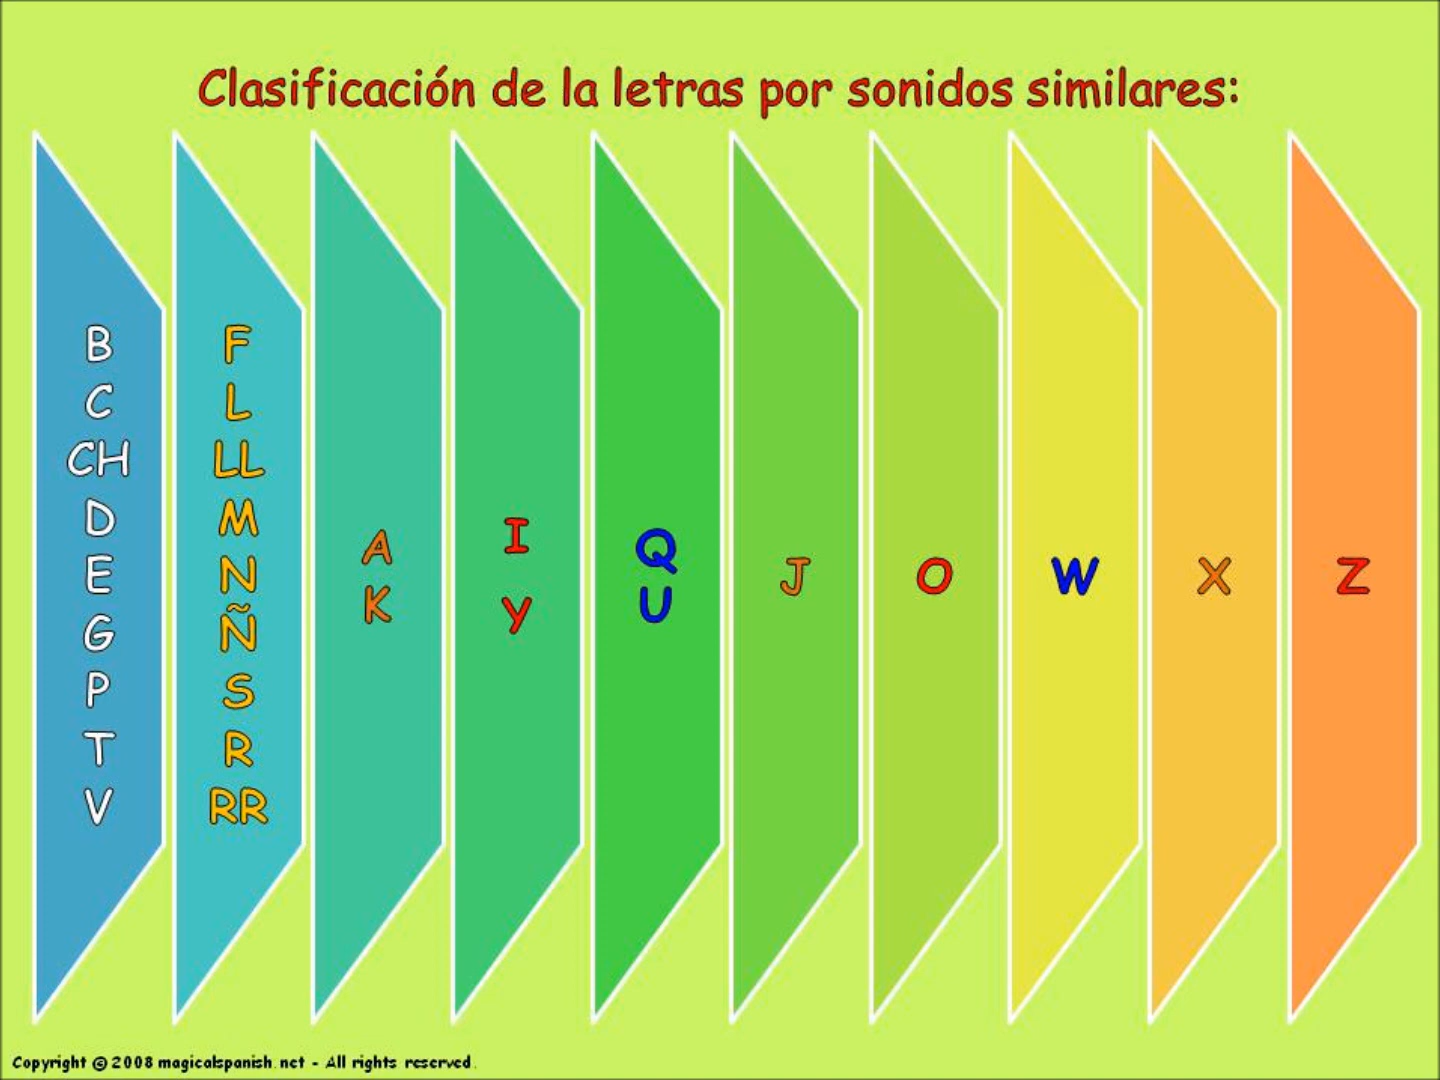 Clasificación de la letras por sonidos similares:
B
C
CH
D
E
G
P
T
V
F
L
LL
M
N
Ñ
S
R
RR
A
K
I
y
Q
U
J
O
W
X
Z
Copyright © 2008 magicalspanish.net - All rights reserved.